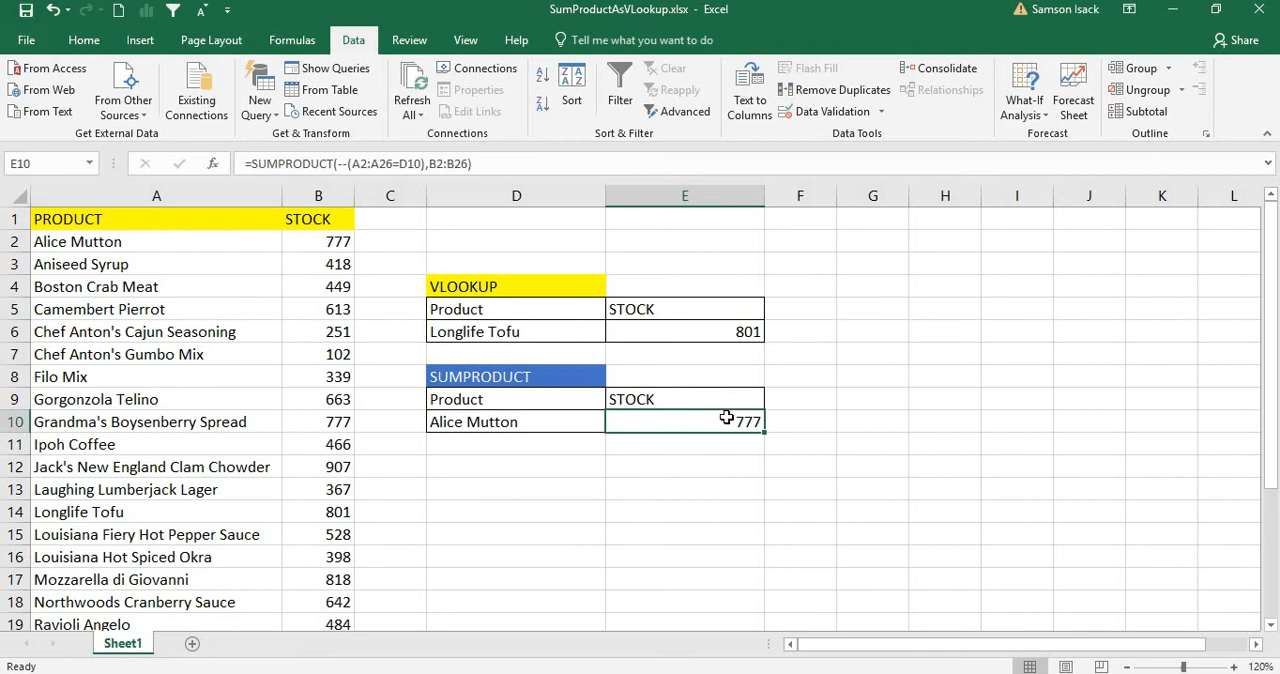 SumProductAsVLookup.xlsx - Excel
Samson Isack
File Home Insert Page Layout Formulas Data Review View Help Tell me what you want to do Share
From Access
From Web
From Text
From Other Sources
Existing Connections
Get External Data
New Query
Show Queries
From Table
Recent Sources
Get & Transform
Refresh All
Connections
Properties
Edit Links
Connections
Sort
Filter
Clear
Reapply
Advanced
Sort & Filter
Text to Columns
Flash Fill
Remove Duplicates
Data Validation
Consolidate
Relationships
Data Tools
What-If Analysis
Forecast Sheet
Forecast
Group
Ungroup
Subtotal
Outline
E10 fx =SUMPRODUCT(--(A2:A26=D10),B2:B26)
A B C D E F G H I J K L
1 PRODUCT STOCK
2 Alice Mutton 777
3 Aniseed Syrup 418
4 Boston Crab Meat 449 VLOOKUP
5 Camembert Pierrot 613 Product STOCK
6 Chef Anton's Cajun Seasoning 251 Longlife Tofu 801
7 Chef Anton's Gumbo Mix 102
8 Filo Mix 339 SUMPRODUCT
9 Gorgonzola Telino 663 Product STOCK
10 Grandma's Boysenberry Spread 777 Alice Mutton 777
11 Ipoh Coffee 466
12 Jack's New England Clam Chowder 907
13 Laughing Lumberjack Lager 367
14 Longlife Tofu 801
15 Louisiana Fiery Hot Pepper Sauce 528
16 Louisiana Hot Spiced Okra 398
17 Mozzarella di Giovanni 818
18 Northwoods Cranberry Sauce 642
19 Ravioli Angelo 484
Sheet1
Ready 120%